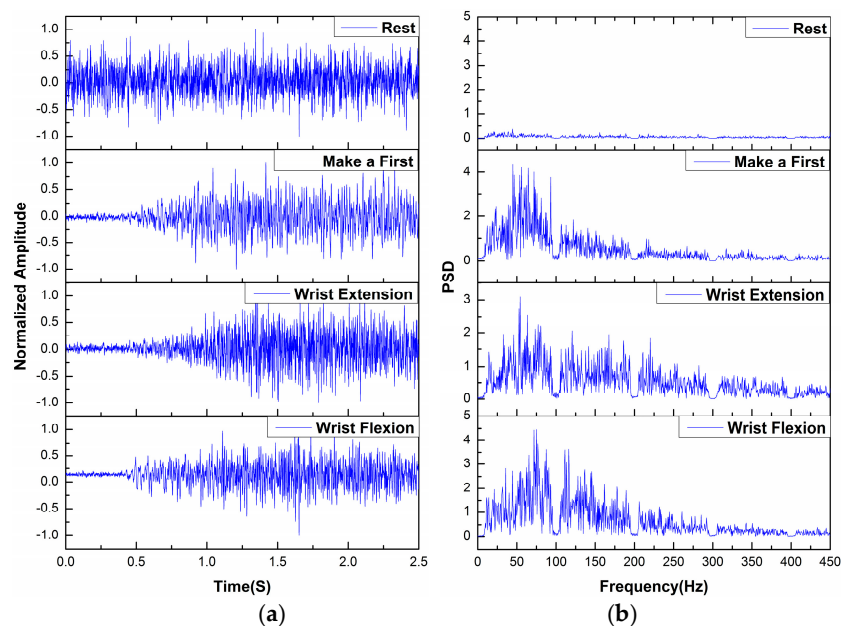 Rest
1.0
0.5
0.0
-0.5
-1.0
Make a First
1.0
0.5
0.0
-0.5
-1.0
Wrist Extension
1.0
0.5
0.0
-0.5
-1.0
Wrist Flexion
1.0
0.5
0.0
-0.5
-1.0
Normalized Amplitude
0.0 0.5 1.0 1.5 2.0 2.5
Time(S)
(a)
Rest
5
4
3
2
1
0
Make a First
4
2
0
Wrist Extension
3
2
1
0
Wrist Flexion
5
4
3
2
1
0
PSD
0 50 100 150 200 250 300 350 400 450
Frequency(Hz)
(b)